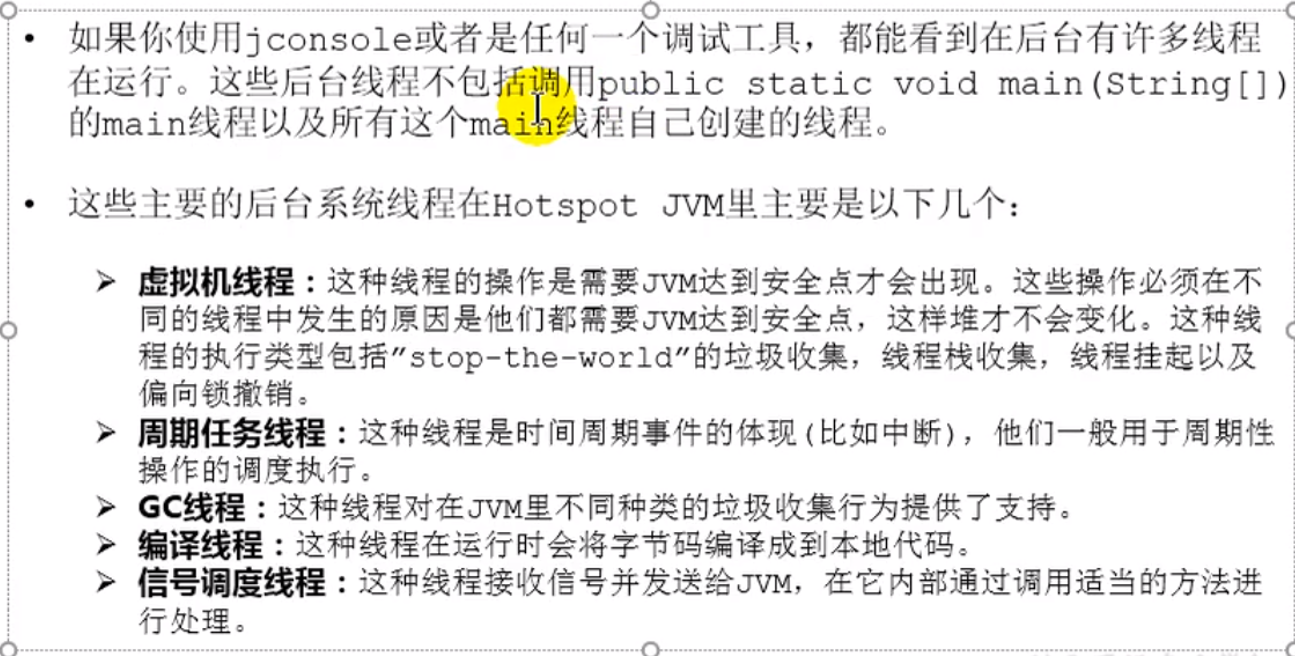 • 如果你使用jconsole或者是任何一个调试工具，都能看到在后台有许多线程
在运行。这些后台线程不包括调用public static void main(String[])
的main线程以及所有这个main线程自己创建的线程。
• 这些主要的后台系统线程在Hotspot JVM里主要是以下几个：
➢ 虚拟机线程：这种线程的操作是需要JVM达到安全点才会出现。这些操作必须在不
同的线程中发生的原因是他们都需要JVM达到安全点，这样堆才不会变化。这种线
程的执行类型包括”stop-the-world”的垃圾收集，线程栈收集，线程挂起以及
偏向锁撤销。
➢ 周期任务线程：这种线程是时间周期事件的体现(比如中断)，他们一般用于周期性
操作的调度执行。
➢ GC线程：这种线程对在JVM里不同种类的垃圾收集行为提供了支持。
➢ 编译线程：这种线程在运行时会将字节码编译成到本地代码。
➢ 信号调度线程：这种线程接收信号并发送给JVM，在它内部通过调用适当的方法进
行处理。